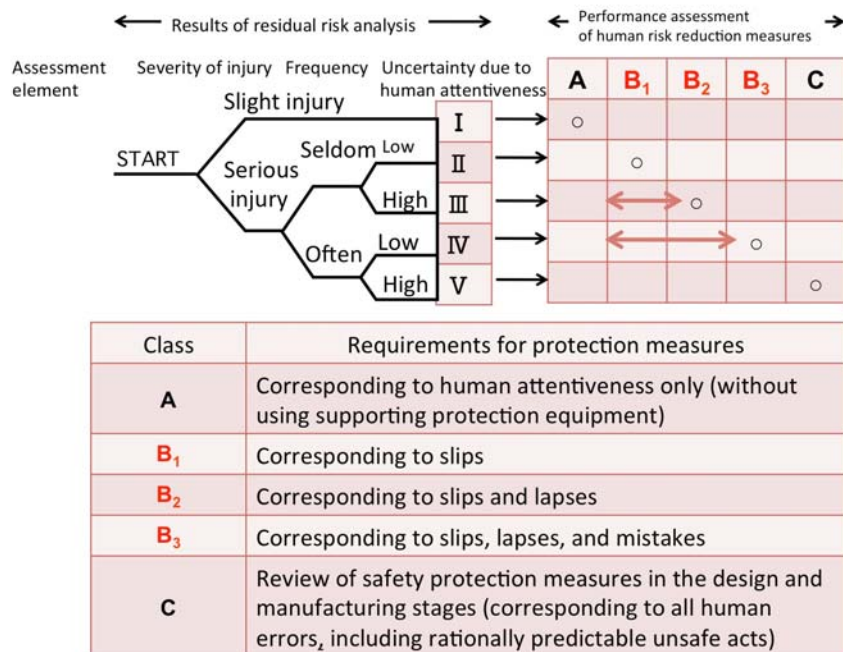 Results of residual risk analysis
Performance assessment
of human risk reduction measures
Assessment
element
Severity of injury
Frequency
Uncertainty due to
human attentiveness
A
B₁
B₂
B₃
C
START
Slight injury
Serious
injury
Seldom
Often
Low
High
Low
High
Ⅰ
Ⅱ
Ⅲ
Ⅳ
Ⅴ
Class
Requirements for protection measures
A
Corresponding to human attentiveness only (without
using supporting protection equipment)
B₁
Corresponding to slips
B₂
Corresponding to slips and lapses
B₃
Corresponding to slips, lapses, and mistakes
C
Review of safety protection measures in the design and
manufacturing stages (corresponding to all human
errors, including rationally predictable unsafe acts)